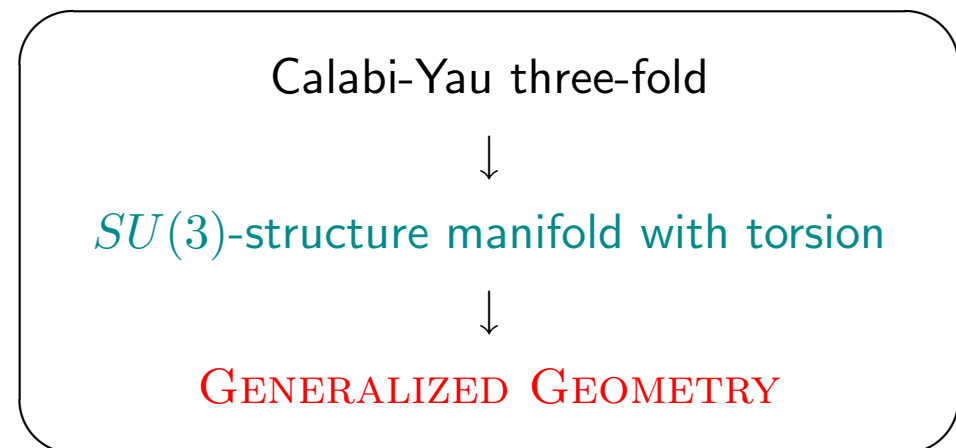 Calabi-Yau three-fold
↓
SU(3)-structure manifold with torsion
↓
GENERALIZED GEOMETRY